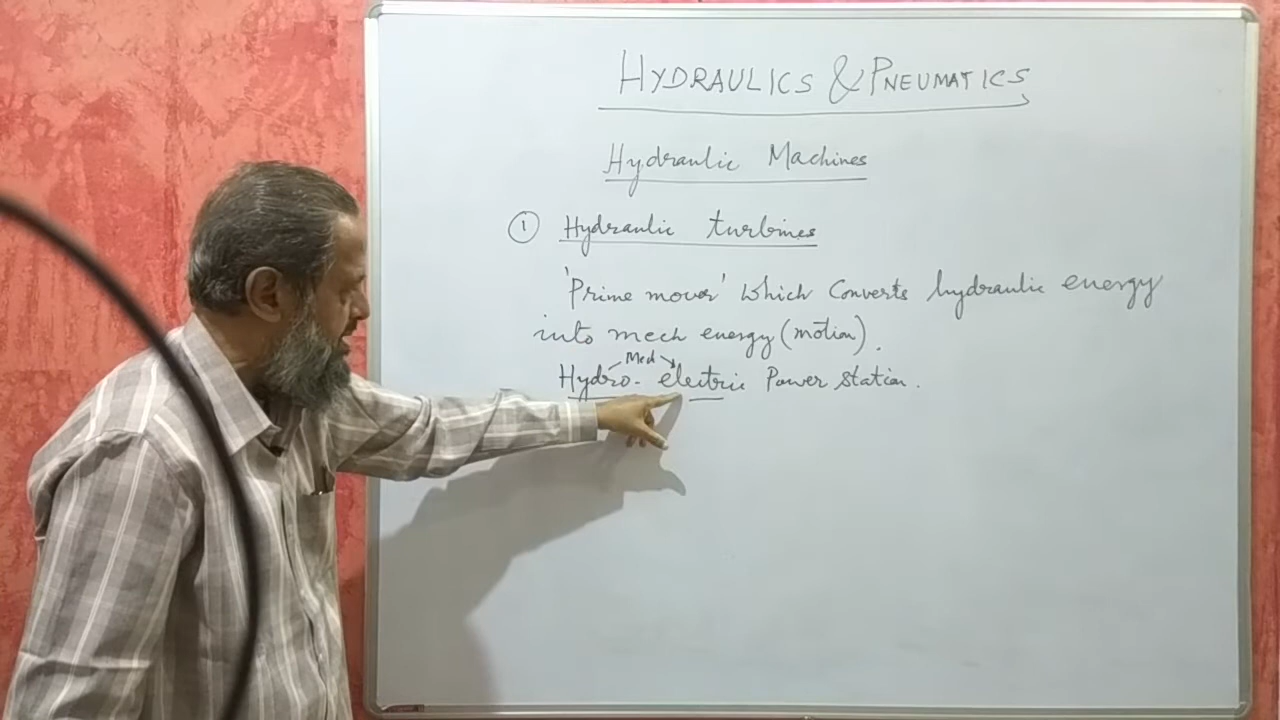 HYDRAULICS & PNEUMATICS
Hydraulic Machines
① Hydraulic turbines
'Prime mover' which converts hydraulic energy
into mech energy (motion).
Mech
Hydro-electric Power Station.